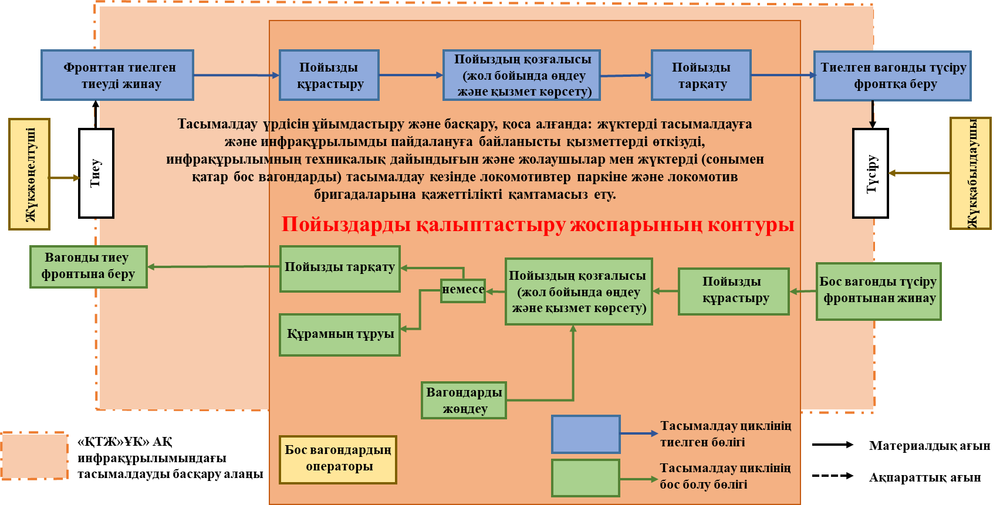 Фронттан тиелген
тиеуді жинау
Пойызды
құрастыру
Пойыздың қозғалысы
(жол бойында өңдеу
және қызмет көрсету)
Пойызды
тарқату
Тиелген вагонды түсіру
фронтқа беру
Жүкжөңелтуші
Тиеу
Тасымалдау үрдісін ұйымдастыру және басқару, қоса алғанда: жүктерді тасымалдауға
және инфрақұрылымды пайдалануға байланысты қызметтерді өткізуді,
инфрақұрылымның техникалық дайындығын және жолаушылар мен жүктерді (сонымен
қатар бос вагондарды) тасымалдау кезінде локомотивтер паркіне және локомотив
бригадаларына қажеттілікті қамтамасыз ету.
Түсіру
Жүкқабылдаушы
Пойыздарды қалыптастыру жоспарының контуры
Вагонды тиеу
фронтына беру
Пойызды тарқату
немесе
Пойыздың қозғалысы
(жол бойында өңдеу
және қызмет көрсету)
Пойызды
құрастыру
Бос вагонды түсіру
фронтынан жинау
Құрамның тұруы
Вагондарды
жөндеу
«ҚТЖ»ҰК» АҚ
инфрақұрылымындағы
тасымалдауды басқару алаңы
Бос вагондардың
операторы
Тасымалдау циклінің
тиелген бөлігі
Тасымалдау циклінің
бос болу бөлігі
Материалдық ағын
Ақпараттық ағын